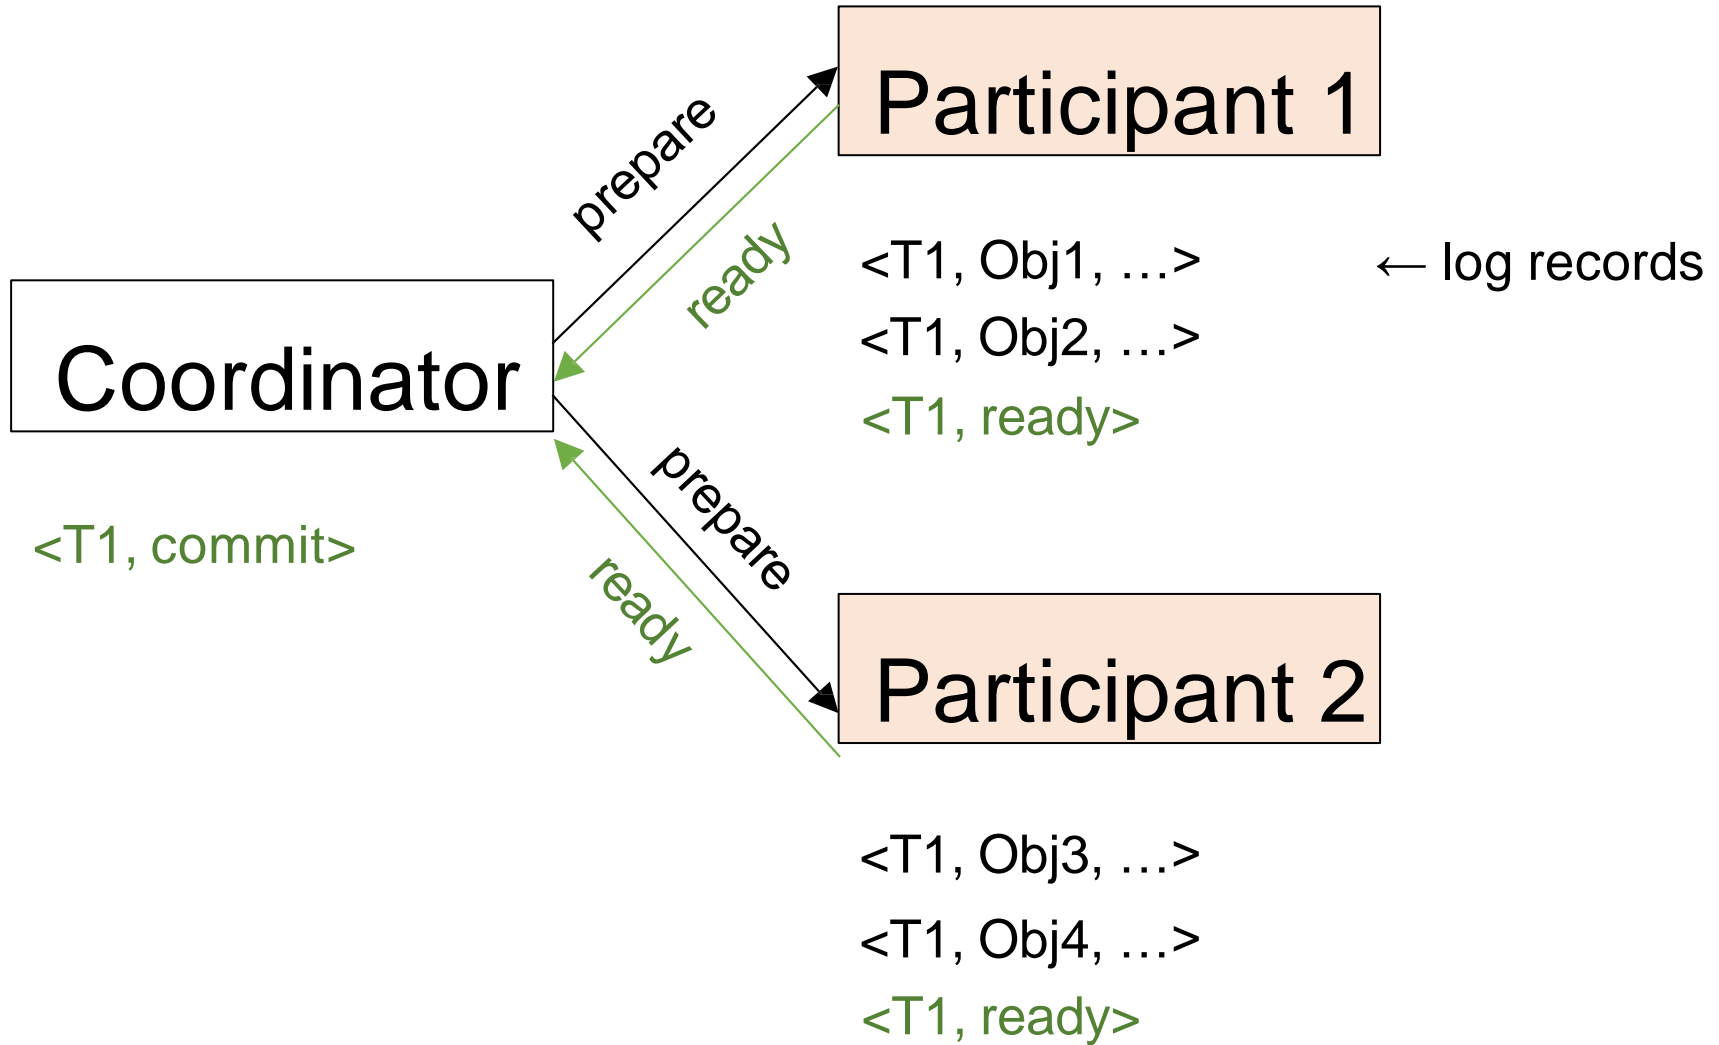 Participant 1
prepare
ready
<T1, Obj1, …>
← log records
<T1, Obj2, …>
<T1, ready>
Coordinator
<T1, commit>
prepare
ready
Participant 2
<T1, Obj3, …>
<T1, Obj4, …>
<T1, ready>